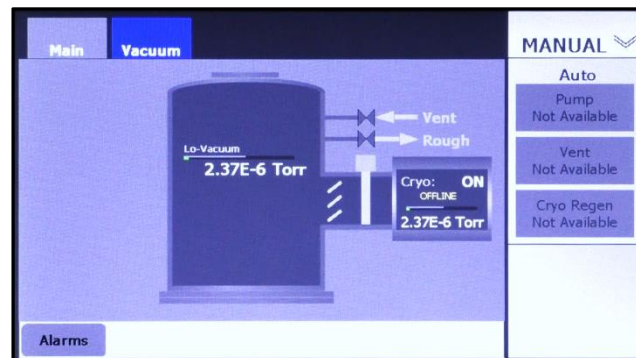 Main
Vacuum
MANUAL
Auto
Pump
Not Available
Vent
Not Available
Cryo Regen
Not Available
Vent
Rough
Lo-Vacuum
2.37E-6 Torr
Cryo: ON
OFFLINE
2.37E-6 Torr
Alarms